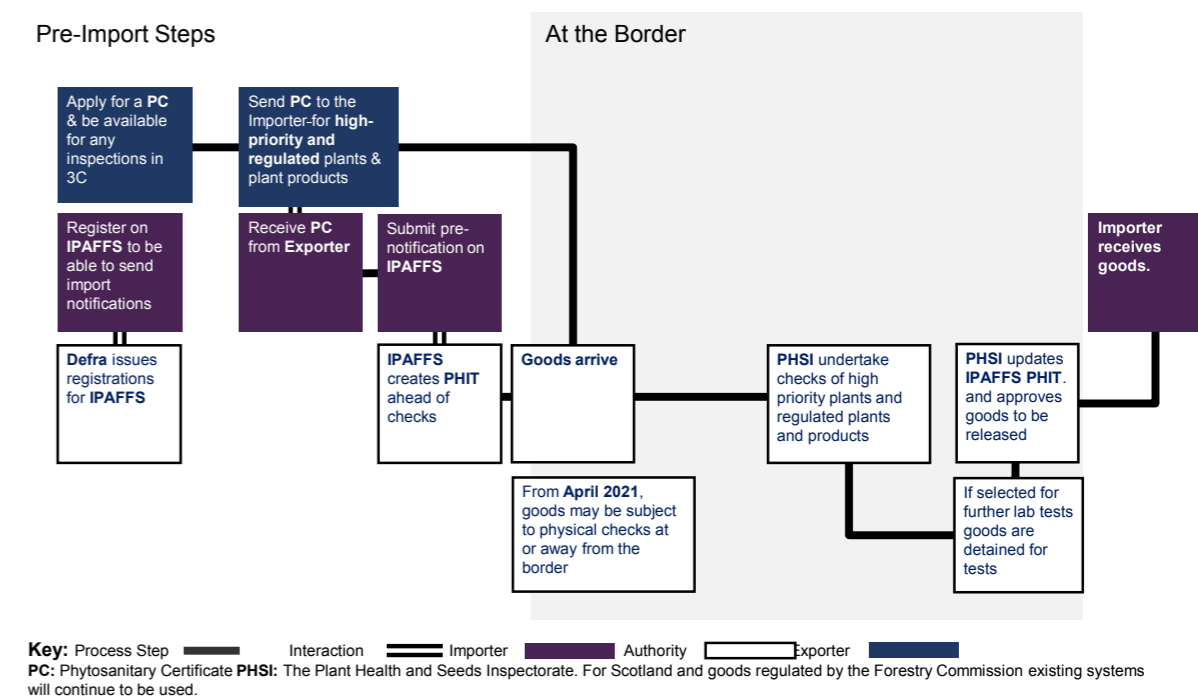 Pre-Import Steps
At the Border
Apply for a PC
& be available
for any
inspections in
3C
Send PC to the
Importer-for high-
priority and
regulated plants &
plant products
Register on
IPAFFS to be
able to send
import
notifications
Receive PC
from Exporter
Submit pre-
notification on
IPAFFS
Importer
receives
goods.
Defra issues
registrations
for IPAFFS
IPAFFS
creates PHIT
ahead of
checks
Goods arrive
PHSI undertake
checks of high
priority plants and
regulated plants
and products
PHSI updates
IPAFFS PHIT.
and approves
goods to be
released
From April 2021,
goods may be subject
to physical checks at
or away from the
border
If selected for
further lab tests
goods are
detained for
tests
Key: Process Step Interaction Importer Authority Exporter
PC: Phytosanitary Certificate PHSI: The Plant Health and Seeds Inspectorate. For Scotland and goods regulated by the Forestry Commission existing systems
will continue to be used.